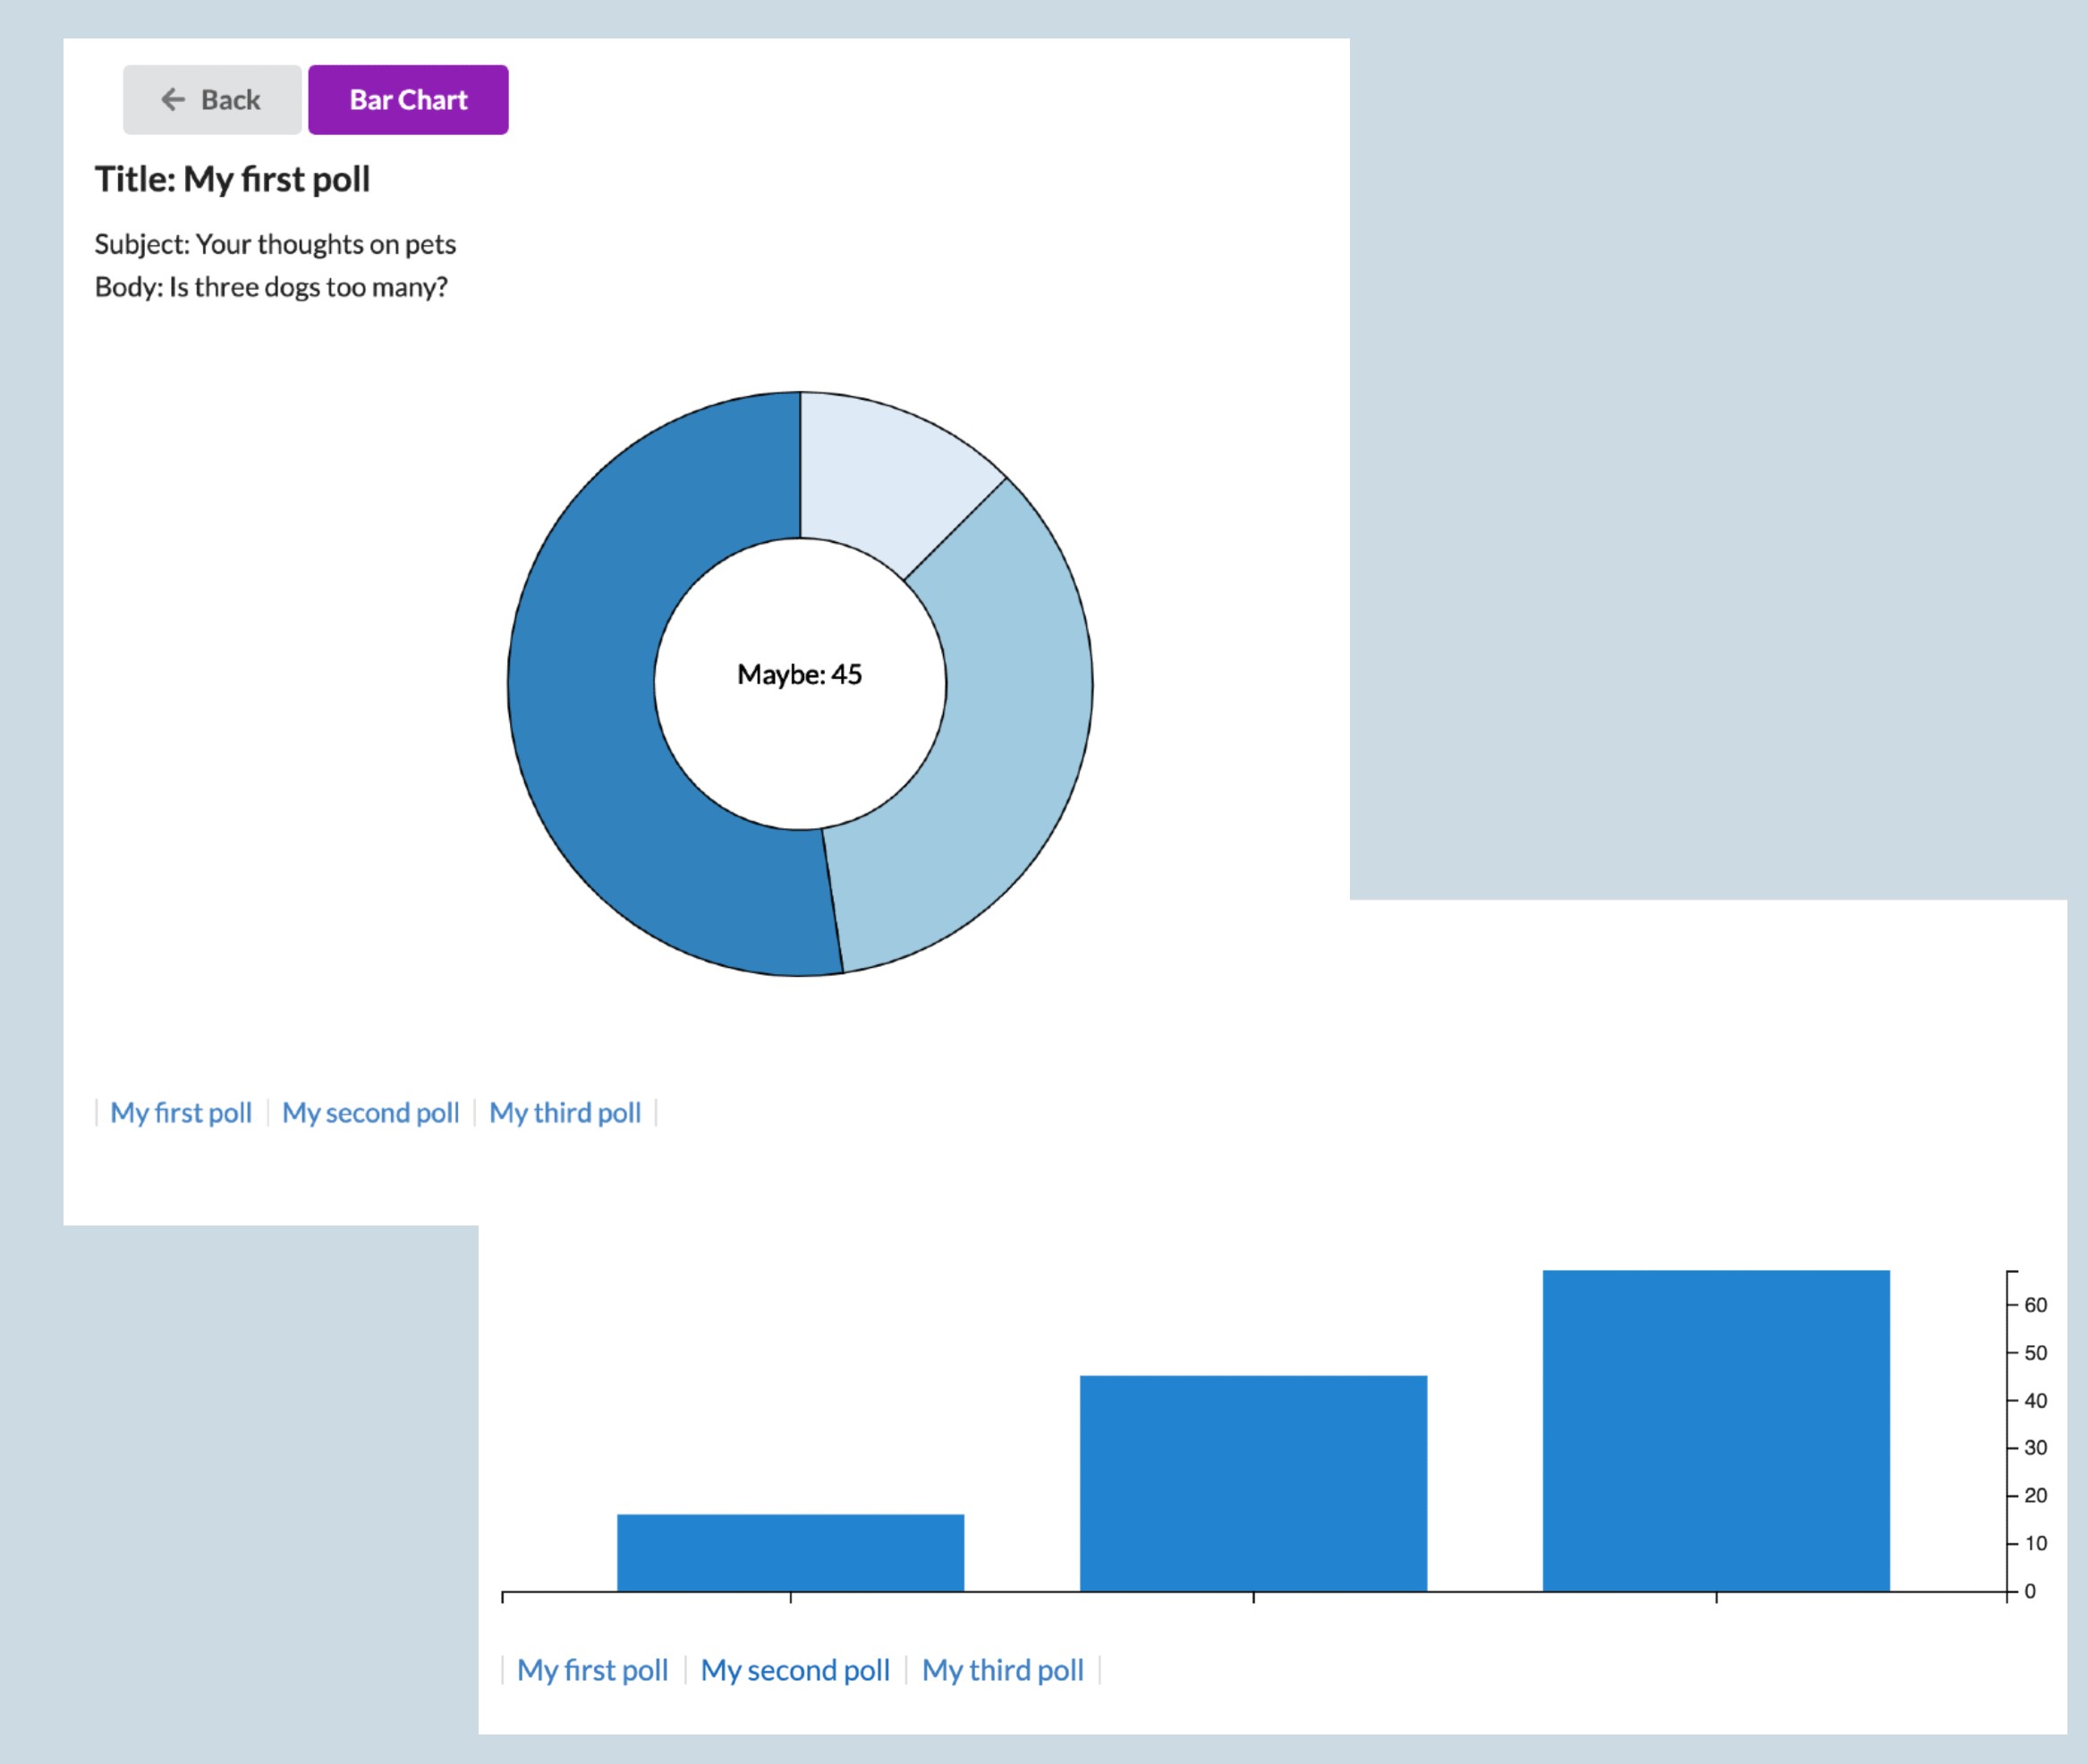 ← Back Bar Chart
Title: My first poll
Subject: Your thoughts on pets
Body: Is three dogs too many?
Maybe: 45
My first poll My second poll My third poll
60
50
40
30
20
10
0
My first poll My second poll My third poll